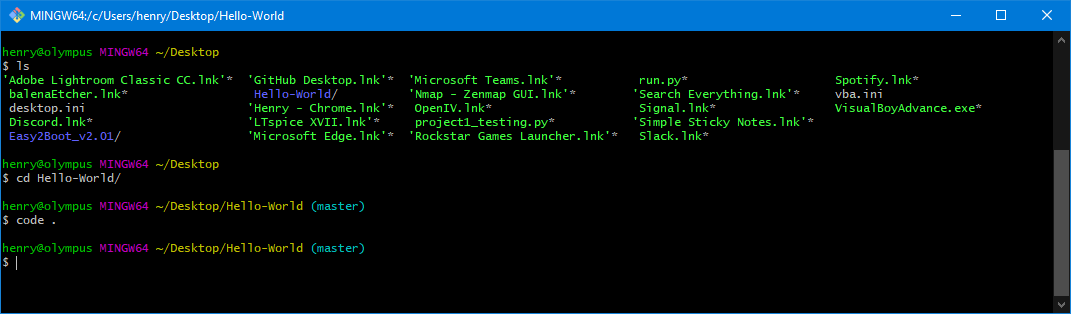 MINGW64:/c/Users/henry/Desktop/Hello-World
henry@olympus MINGW64 ~/Desktop
$ ls
'Adobe Lightroom Classic CC.lnk'*  'GitHub Desktop.lnk'*  'Microsoft Teams.lnk'*  run.py*  Spotify.lnk*
balenaEtcher.lnk*  Hello-World/  'Nmap - Zenmap GUI.lnk'*  'Search Everything.lnk'*  vba.ini
desktop.ini  'Henry - Chrome.lnk'*  OpenIV.lnk*  Signal.lnk*  VisualBoyAdvance.exe*
Discord.lnk*  'LTspice XVII.lnk'*  project1_testing.py*  'Simple Sticky Notes.lnk'*
Easy2Boot_v2.01/  'Microsoft Edge.lnk'*  'Rockstar Games Launcher.lnk'*  Slack.lnk*
henry@olympus MINGW64 ~/Desktop
$ cd Hello-World/
henry@olympus MINGW64 ~/Desktop/Hello-World (master)
$ code .
henry@olympus MINGW64 ~/Desktop/Hello-World (master)
$